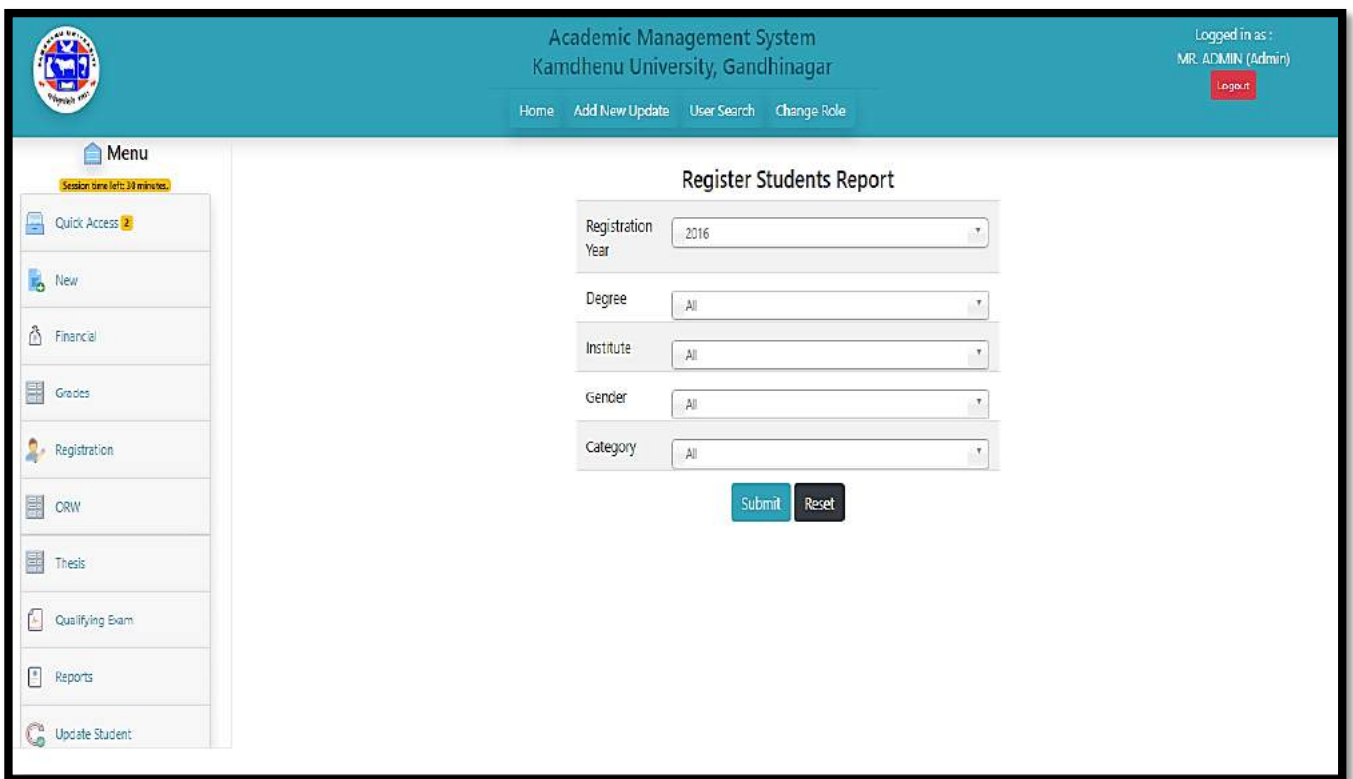 Academic Management System
Kamdhenu University, Gandhinagar
Home Add New Update User Search Change Role
Logged in as :
MR. ADMIN (Admin)
Logout
Menu
Session time left: 30 minutes.
Quick Access 2
New
Financial
Grades
Registration
ORW
Thesis
Qualifying Exam
Reports
Update Student
Register Students Report
Registration
Year
2016
Degree
All
Institute
All
Gender
All
Category
All
Submit Reset